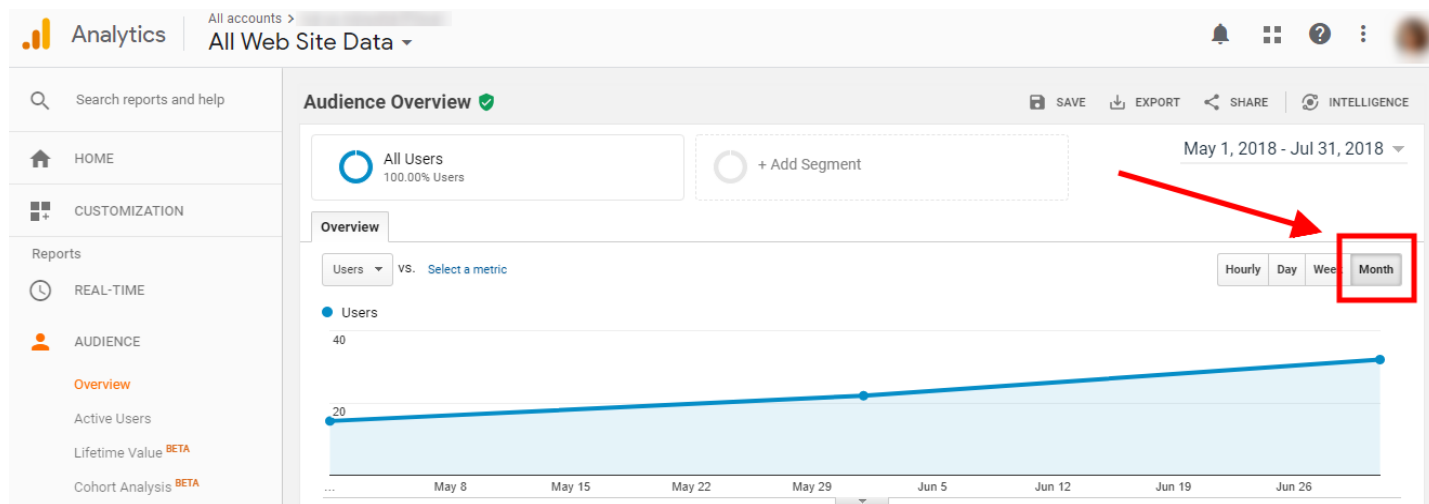 All accounts >
Analytics
All Web Site Data
Search reports and help
HOME
CUSTOMIZATION
Reports
REAL-TIME
AUDIENCE
Overview
Active Users
Lifetime Value BETA
Cohort Analysis BETA
Audience Overview
SAVE
EXPORT
SHARE
INTELLIGENCE
All Users
100.00% Users
+ Add Segment
May 1, 2018 - Jul 31, 2018
Overview
Users VS. Select a metric
Hourly Day Wee Month
Users
40
20
... May 8 May 15 May 22 May 29 Jun 5 Jun 12 Jun 19 Jun 26